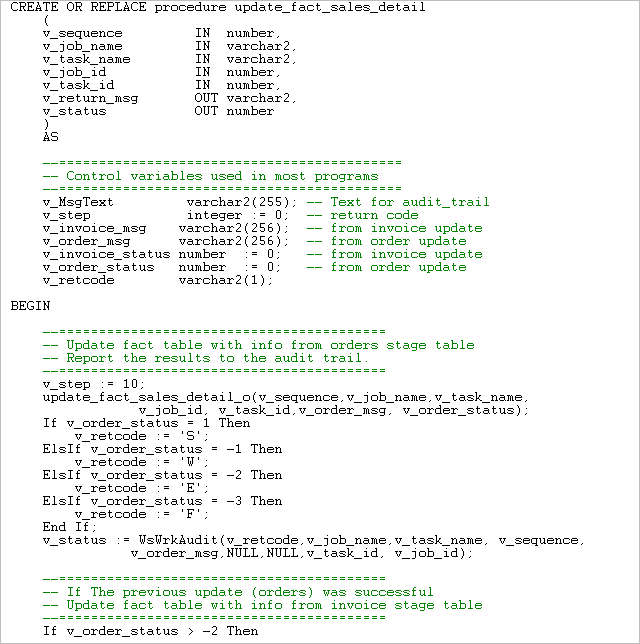 CREATE OR REPLACE procedure update_fact_sales_detail
(
v_sequence IN number,
v_job_name IN varchar2,
v_task_name IN varchar2,
v_job_id IN number,
v_task_id IN number,
v_return_msg OUT varchar2,
v_status OUT number
)
AS
--===========================================
-- Control variables used in most programs
--===========================================
v_MsgText varchar2(255); -- Text for audit_trail
v_step integer := 0; -- return code
v_invoice_msg varchar2(256); -- from invoice update
v_order_msg varchar2(256); -- from order update
v_invoice_status number := 0; -- from invoice update
v_order_status number := 0; -- from order update
v_retcode varchar2(1);
BEGIN
--=========================================
-- Update fact table with info from orders stage table
-- Report the results to the audit trail.
--=========================================
v_step := 10;
update_fact_sales_detail_o(v_sequence,v_job_name,v_task_name,
v_job_id, v_task_id,v_order_msg, v_order_status);
If v_order_status = 1 Then
v_retcode := 'S';
ElsIf v_order_status = -1 Then
v_retcode := 'W';
ElsIf v_order_status = -2 Then
v_retcode := 'E';
ElsIf v_order_status = -3 Then
v_retcode := 'F';
End If;
v_status := WsWrkAudit(v_retcode,v_job_name,v_task_name, v_sequence,
v_order_msg,NULL,NULL,v_task_id, v_job_id);
--=========================================
-- If The previous update (orders) was successful
-- Update fact table with info from invoice stage table
--=========================================
If v_order_status > -2 Then